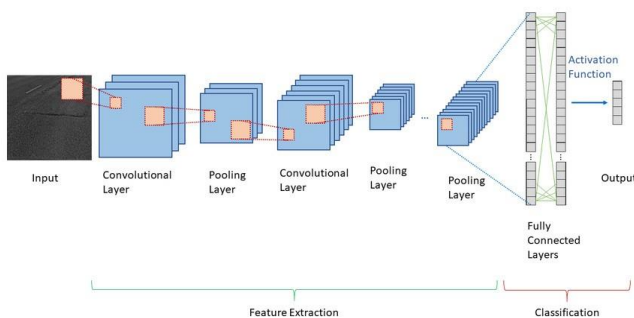 Activation
Function
...
Input
Convolutional
Layer
Pooling
Layer
Convolutional
Layer
Pooling
Layer
Pooling
Layer
Fully
Connected
Layers
Output
Feature Extraction
Classification